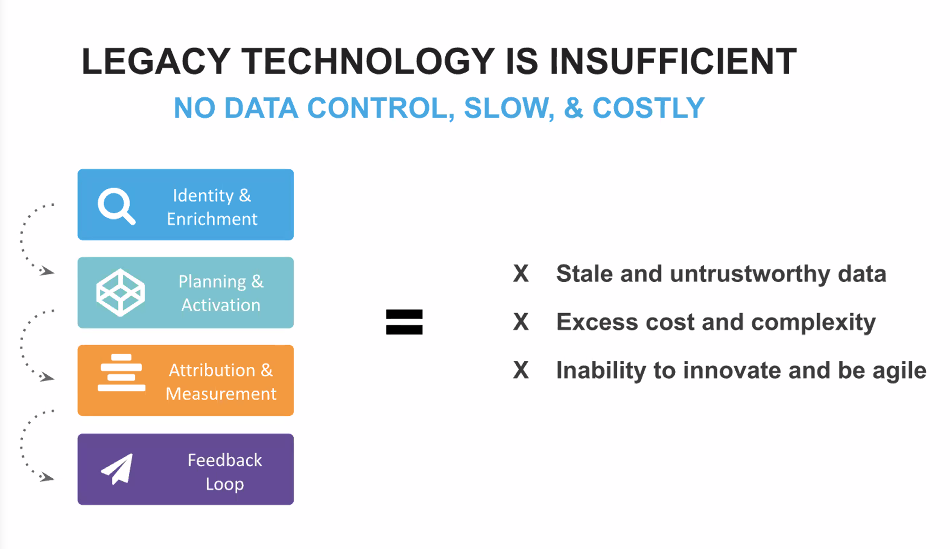 LEGACY TECHNOLOGY IS INSUFFICIENT
NO DATA CONTROL, SLOW, & COSTLY
Identity &
Enrichment
Planning &
Activation
Attribution &
Measurement
Feedback
Loop
=
X Stale and untrustworthy data
X Excess cost and complexity
X Inability to innovate and be agile